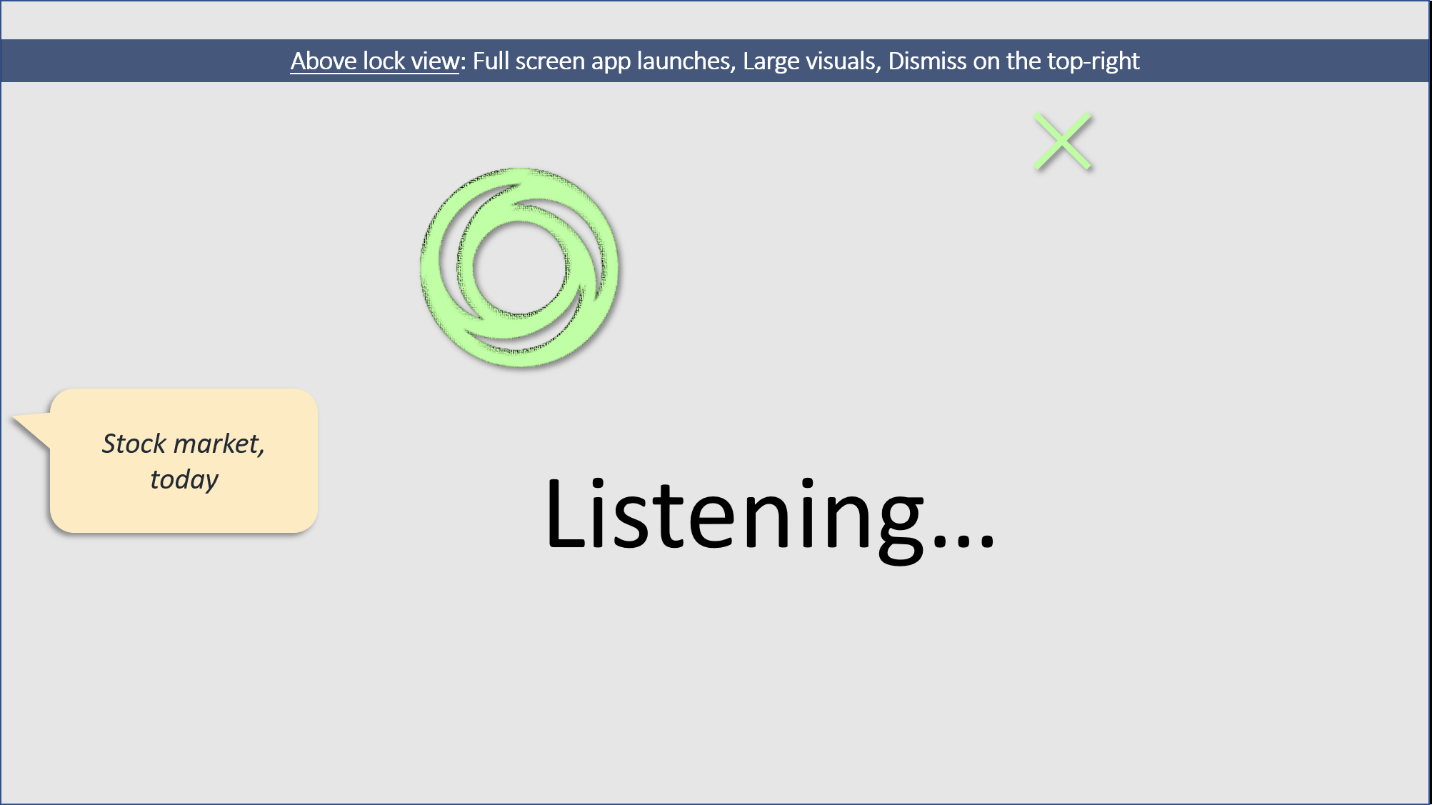 Above lock view: Full screen app launches, Large visuals, Dismiss on the top-right
Stock market,
today
Listening...